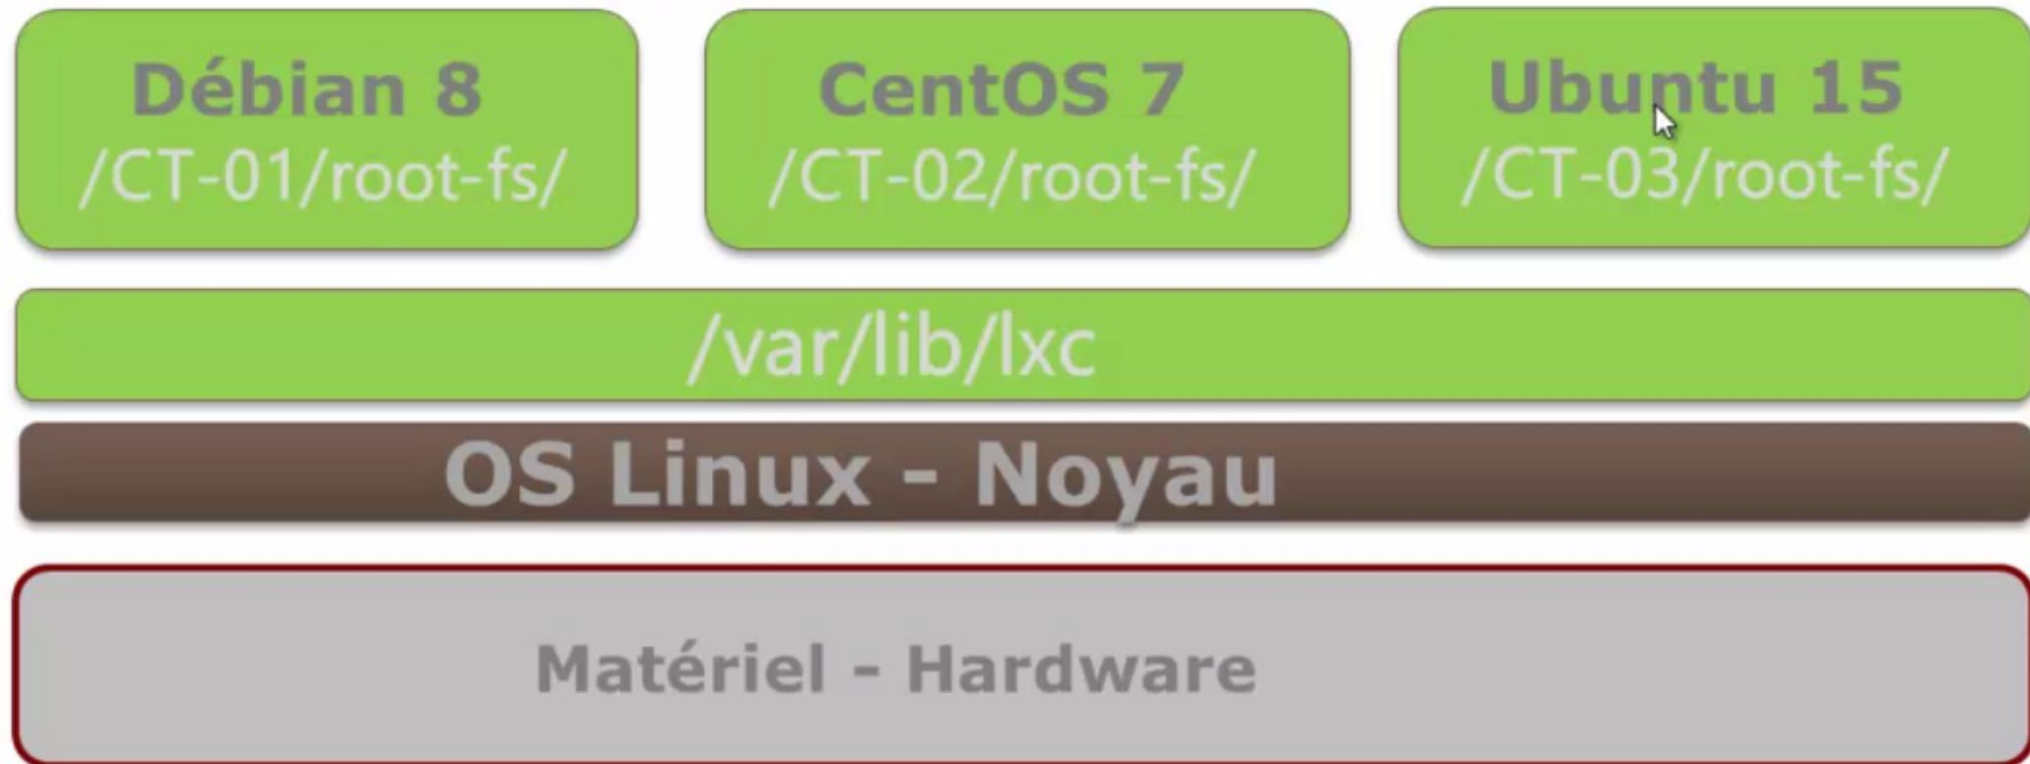 Débian 8
/CT-01/root-fs/
CentOS 7
/CT-02/root-fs/
Ubuntu 15
/CT-03/root-fs/
/var/lib/lxc
OS Linux - Noyau
Matériel - Hardware